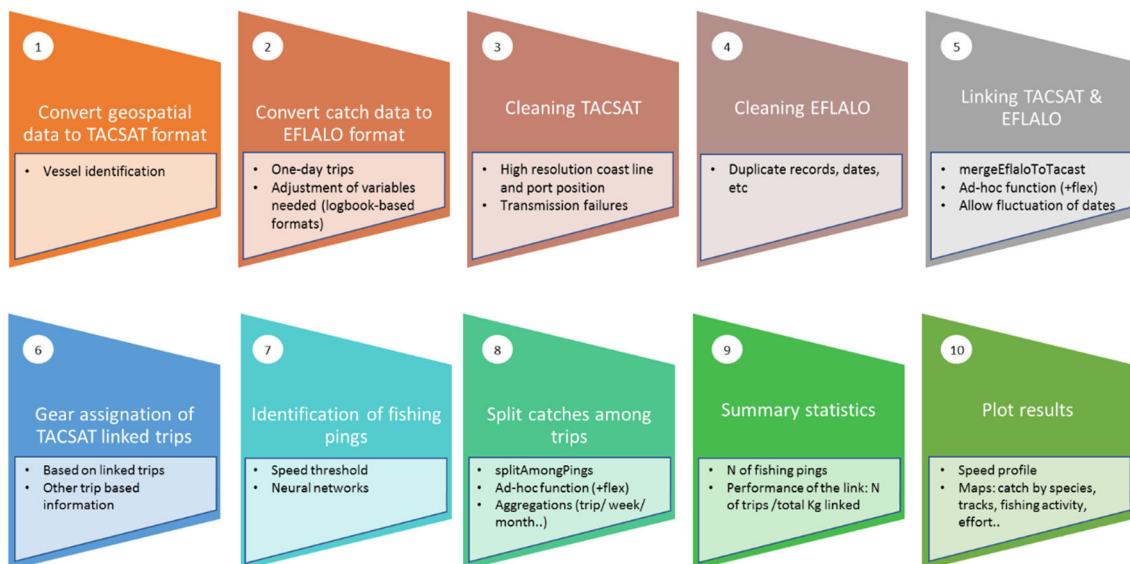 1
Convert geospatial
data to TACSAT format
• Vessel identification
2
Convert catch data to
EFLALO format
• One-day trips
• Adjustment of variables
needed (logbook-based
formats)
3
Cleaning TACSAT
• High resolution coast line
and port position
• Transmission failures
4
Cleaning EFLALO
• Duplicate records, dates,
etc
5
Linking TACSAT &
EFLALO
• mergeEflaloToTacast
• Ad-hoc function (+flex)
• Allow fluctuation of dates
6
Gear assignation of
TACSAT linked trips
• Based on linked trips
• Other trip based
information
7
Identification of fishing
pings
• Speed threshold
• Neural networks
8
Split catches among
trips
• splitAmongPings
• Ad-hoc function (+flex)
• Aggregations (trip/ week/
month..)
9
Summary statistics
• N of fishing pings
• Performance of the link: N
of trips /total Kg linked
10
Plot results
• Speed profile
• Maps: catch by species,
tracks, fishing activity,
effort..